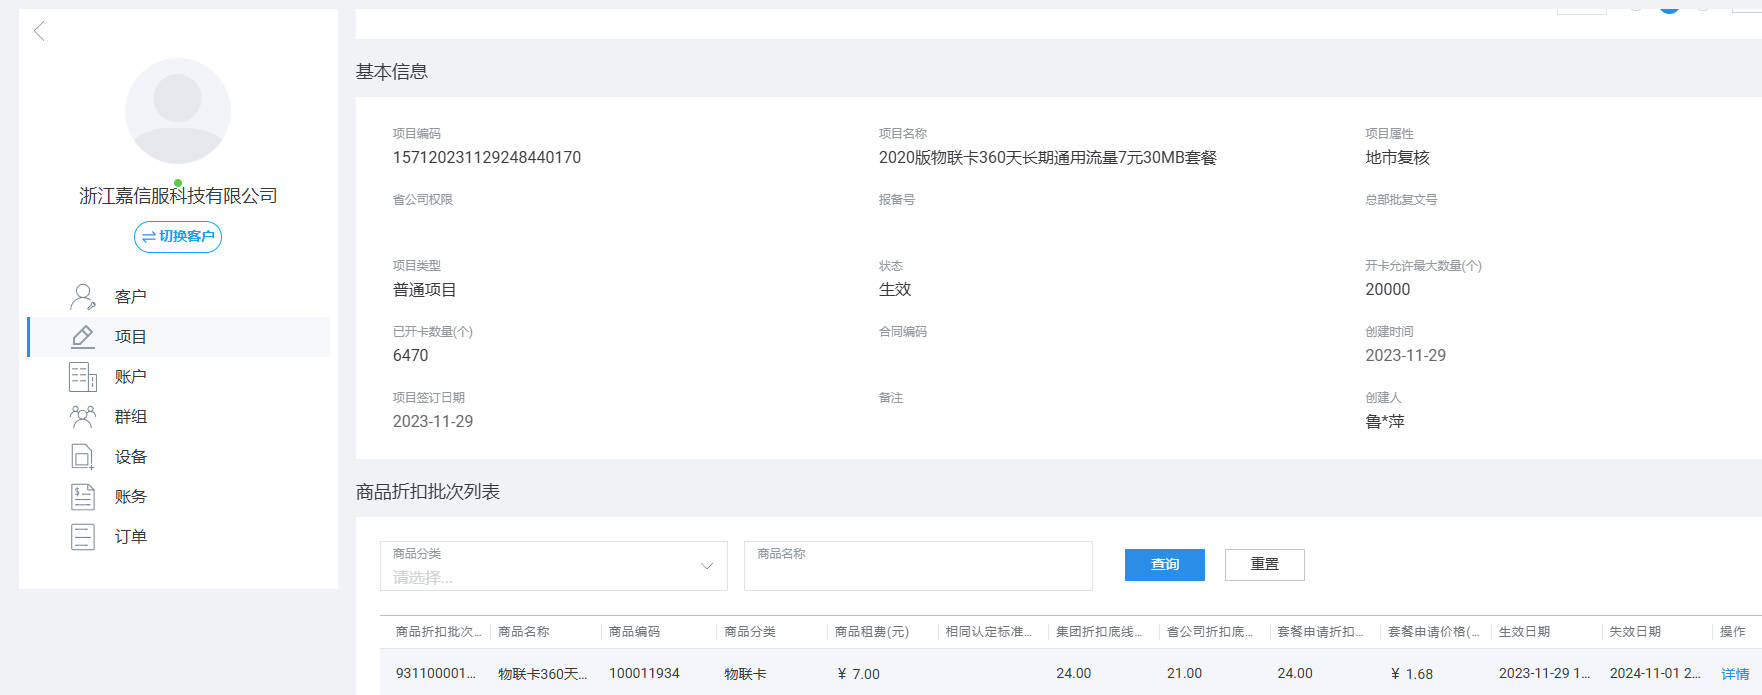 浙江嘉信服科技有限公司
切换客户
客户
项目
账户
群组
设备
账务
订单
基本信息
项目编码 项目名称 项目属性
157120231129248440170 2020版物联卡360天长期通用流量7元30MB套餐 地市复核
省公司权限 报备号 总部批复文号
项目类型 状态 开卡允许最大数量(个)
普通项目 生效 20000
已开卡数量(个) 合同编码 创建时间
6470 2023-11-29
项目签订日期 备注 创建人
2023-11-29 鲁*萍
商品折扣批次列表
商品分类 商品名称
请选择... 查询 重置
商品折扣批次... 商品名称 商品编码 商品分类 商品租费(元) 相同认定标准... 集团折扣底线... 省公司折扣底... 套餐申请折扣... 套餐申请价格(... 生效日期 失效日期 操作
931100001... 物联卡360天... 100011934 物联卡 ¥ 7.00 24.00 21.00 24.00 ¥ 1.68 2023-11-29 1... 2024-11-01 2... 详情